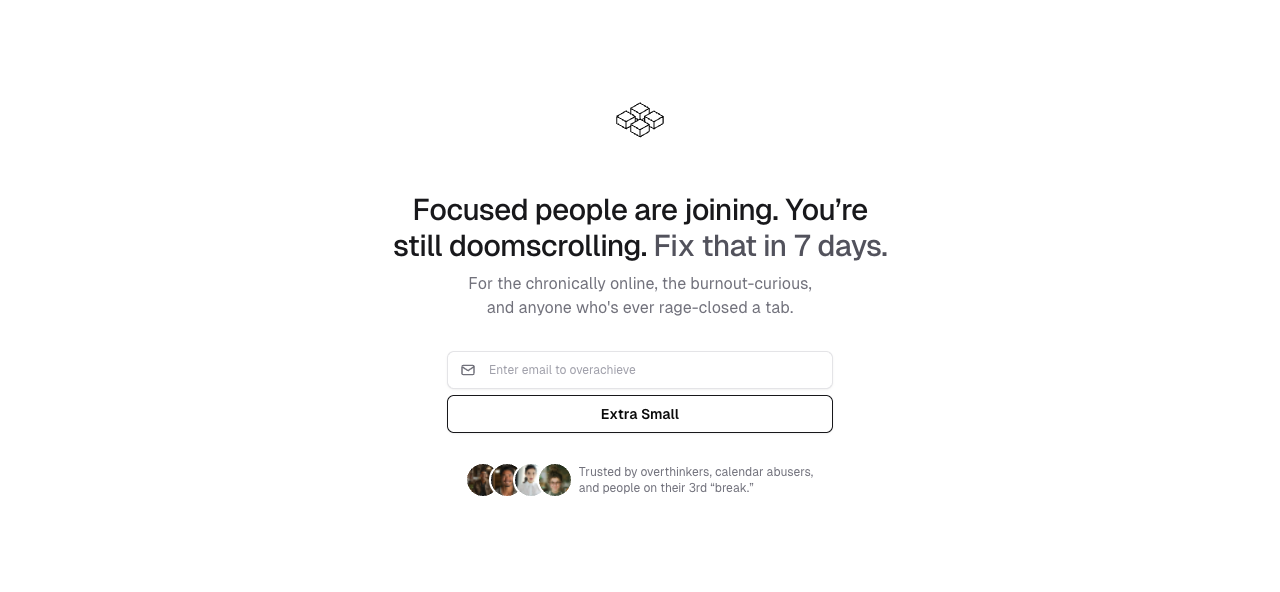 Focused people are joining. You’re
still doomscrolling. Fix that in 7 days.
For the chronically online, the burnout-curious,
and anyone who's ever rage-closed a tab.
Enter email to overachieve
Extra Small
Trusted by overthinkers, calendar abusers,
and people on their 3rd “break.”